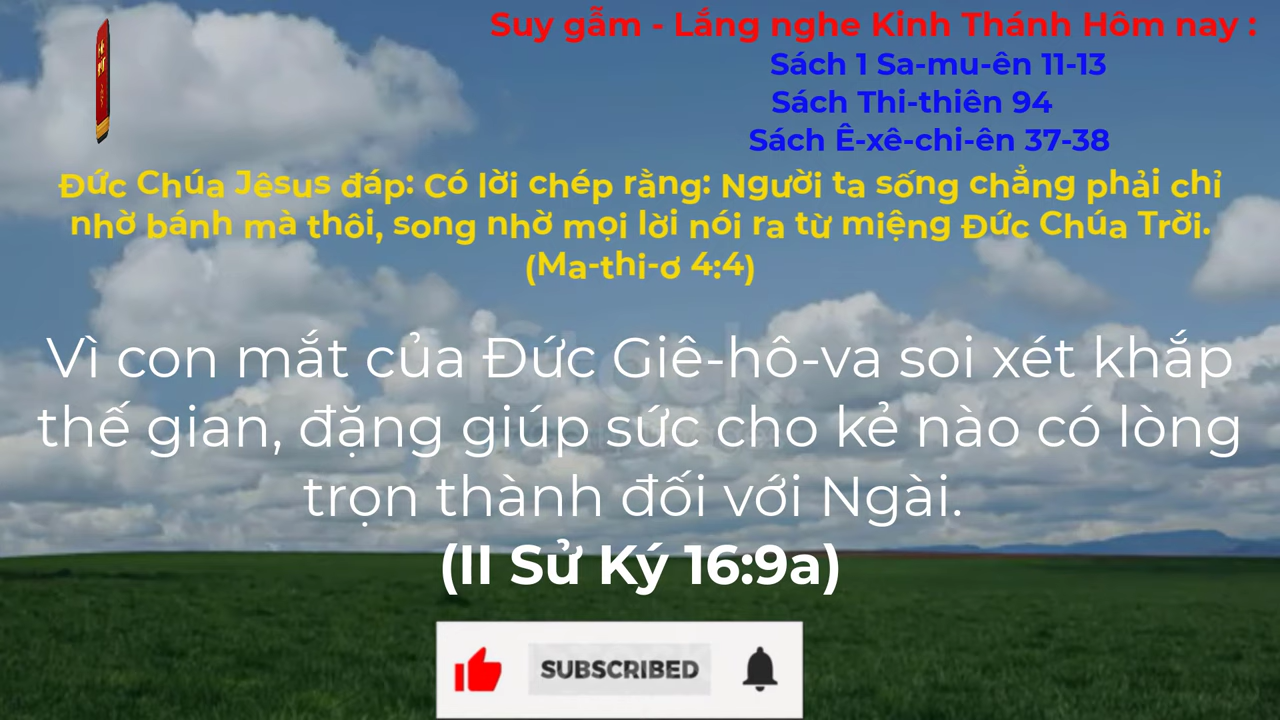 Suy gẫm - Lắng nghe Kinh Thánh Hôm nay :
Sách 1 Sa-mu-ên 11-13
Sách Thi-thiên 94
Sách Ê-xê-chi-ên 37-38
Đức Chúa Jêsus đáp: Có lời chép rằng: Người ta sống chẳng phải chỉ
nhờ bánh mà thôi, song nhờ mọi lời nói ra từ miệng Đức Chúa Trời.
(Ma-thi-ơ 4:4)
Vì con mắt của Đức Giê-hô-va soi xét khắp
thế gian, đặng giúp sức cho kẻ nào có lòng
trọn thành đối với Ngài.
(II Sử Ký 16:9a)
SUBSCRIBED